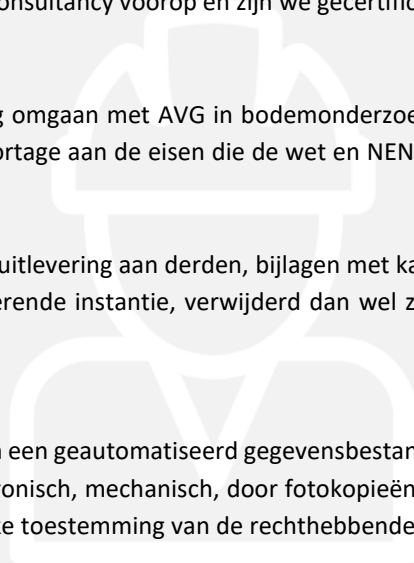 onsultancy voorop en zijn we gecertific
g omgaan met AVG in bodemonderzoe
ortage aan de eisen die de wet en NEN
uitlevering aan derden, bijlagen met ka
erende instantie, verwijderd dan wel z
een geautomatiseerd gegevensbestan
ronisch, mechanisch, door fotokopieën
ke toestemming van de rechthebbende